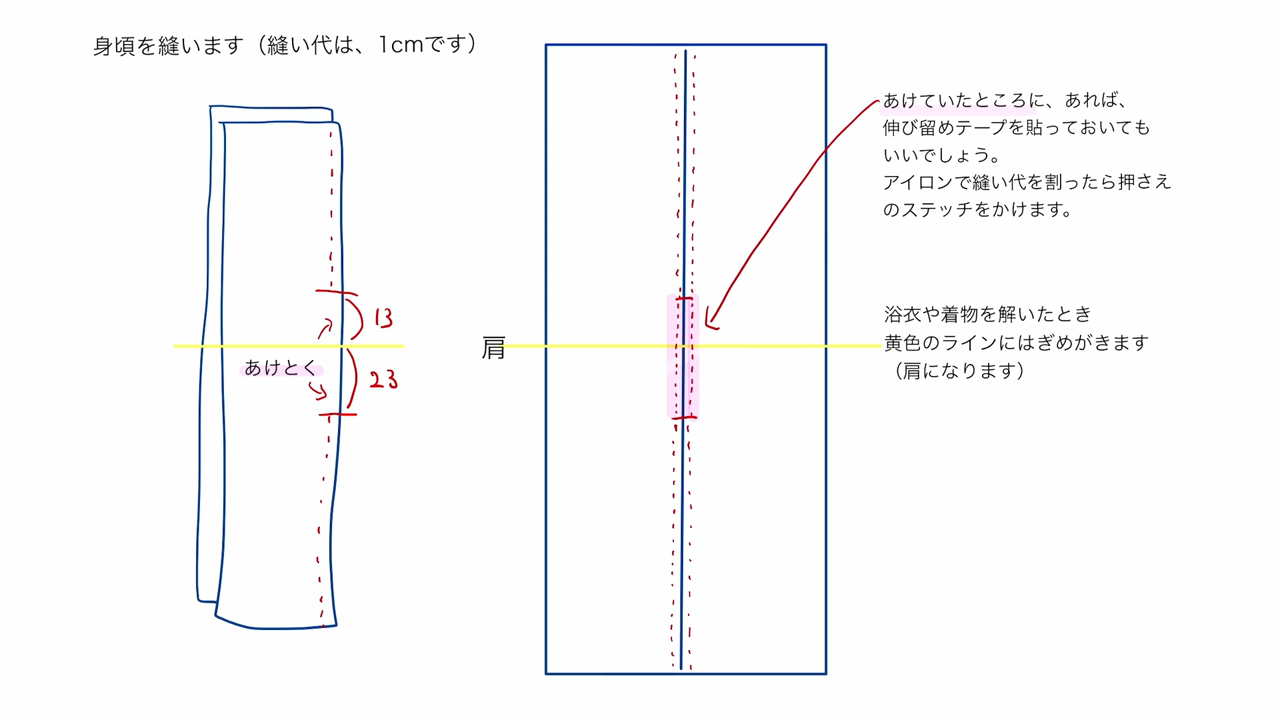 身頃を縫います（縫い代は、1cmです）
13
あけとく
23
肩
あけていたところに、あれば、
伸び留めテープを貼っておいても
いいでしょう。
アイロンで縫い代を割ったら押さえ
のステッチをかけます。
浴衣や着物を解いたとき
黄色のラインにはぎめがきます
（肩になります）